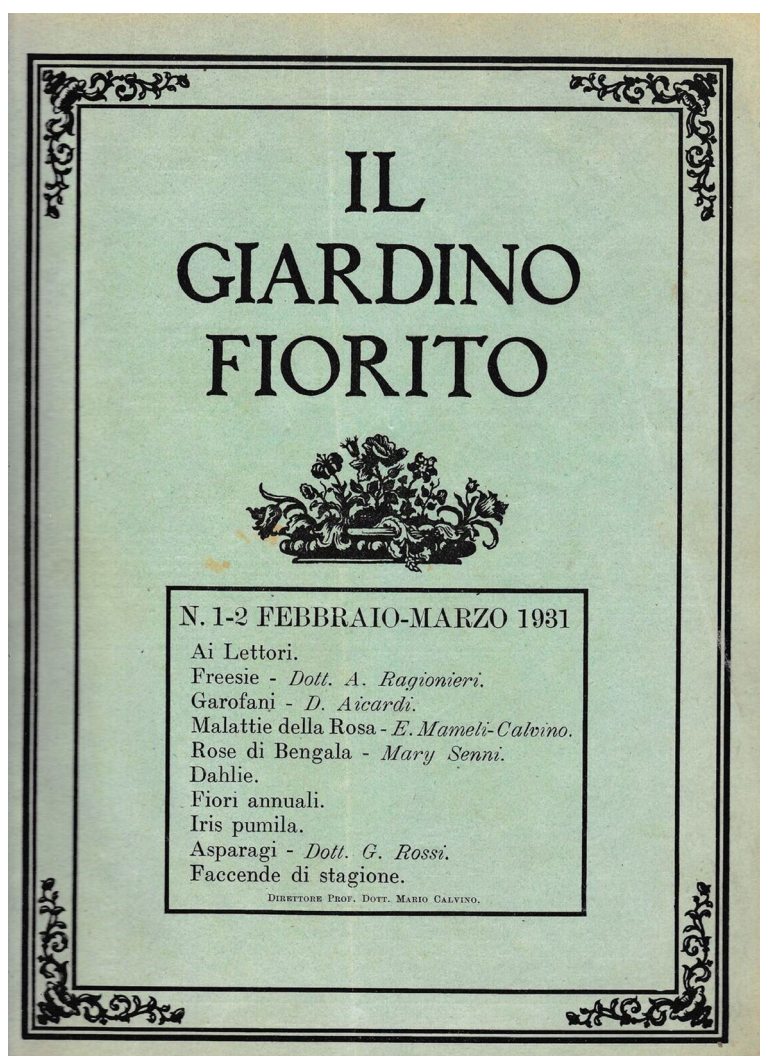 IL
GIARDINO
FIORITO
N. 1-2 FEBBRAIO-MARZO 1931
Ai Lettori.
Freesie - Dott. A. Ragionieri.
Garofani - D. Aicardi.
Malattie della Rosa - E. Mameli-Calvino.
Rose di Bengala - Mary Senni.
Dahlie.
Fiori annuali.
Iris pumila.
Asparagi - Dott. G. Rossi.
Faccende di stagione.
DIRETTORE PROF. DOTT. MARIO CALVINO.